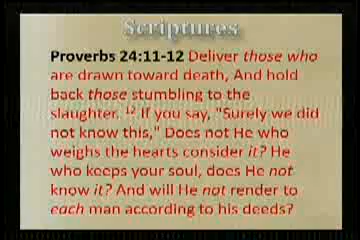 Scriptures
Proverbs 24:11-12 Deliver those who
are drawn toward death, And hold
back those stumbling to the
slaughter. ¹² If you say, "Surely we did
not know this," Does not He who
weighs the hearts consider it? He
who keeps your soul, does He not
know it? And will He not render to
each man according to his deeds?